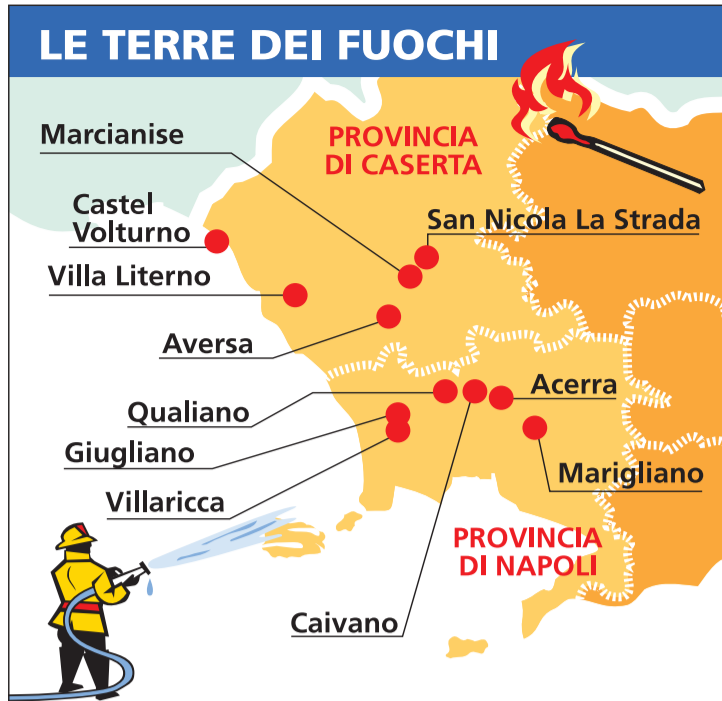 LE TERRE DEI FUOCHI
Marcianise
PROVINCIA
DI CASERTA
Castel
Volturno
San Nicola La Strada
Villa Literno
Aversa
Qualiano
Acerra
Giugliano
Villaricca
Marigliano
PROVINCIA
DI NAPOLI
Caivano